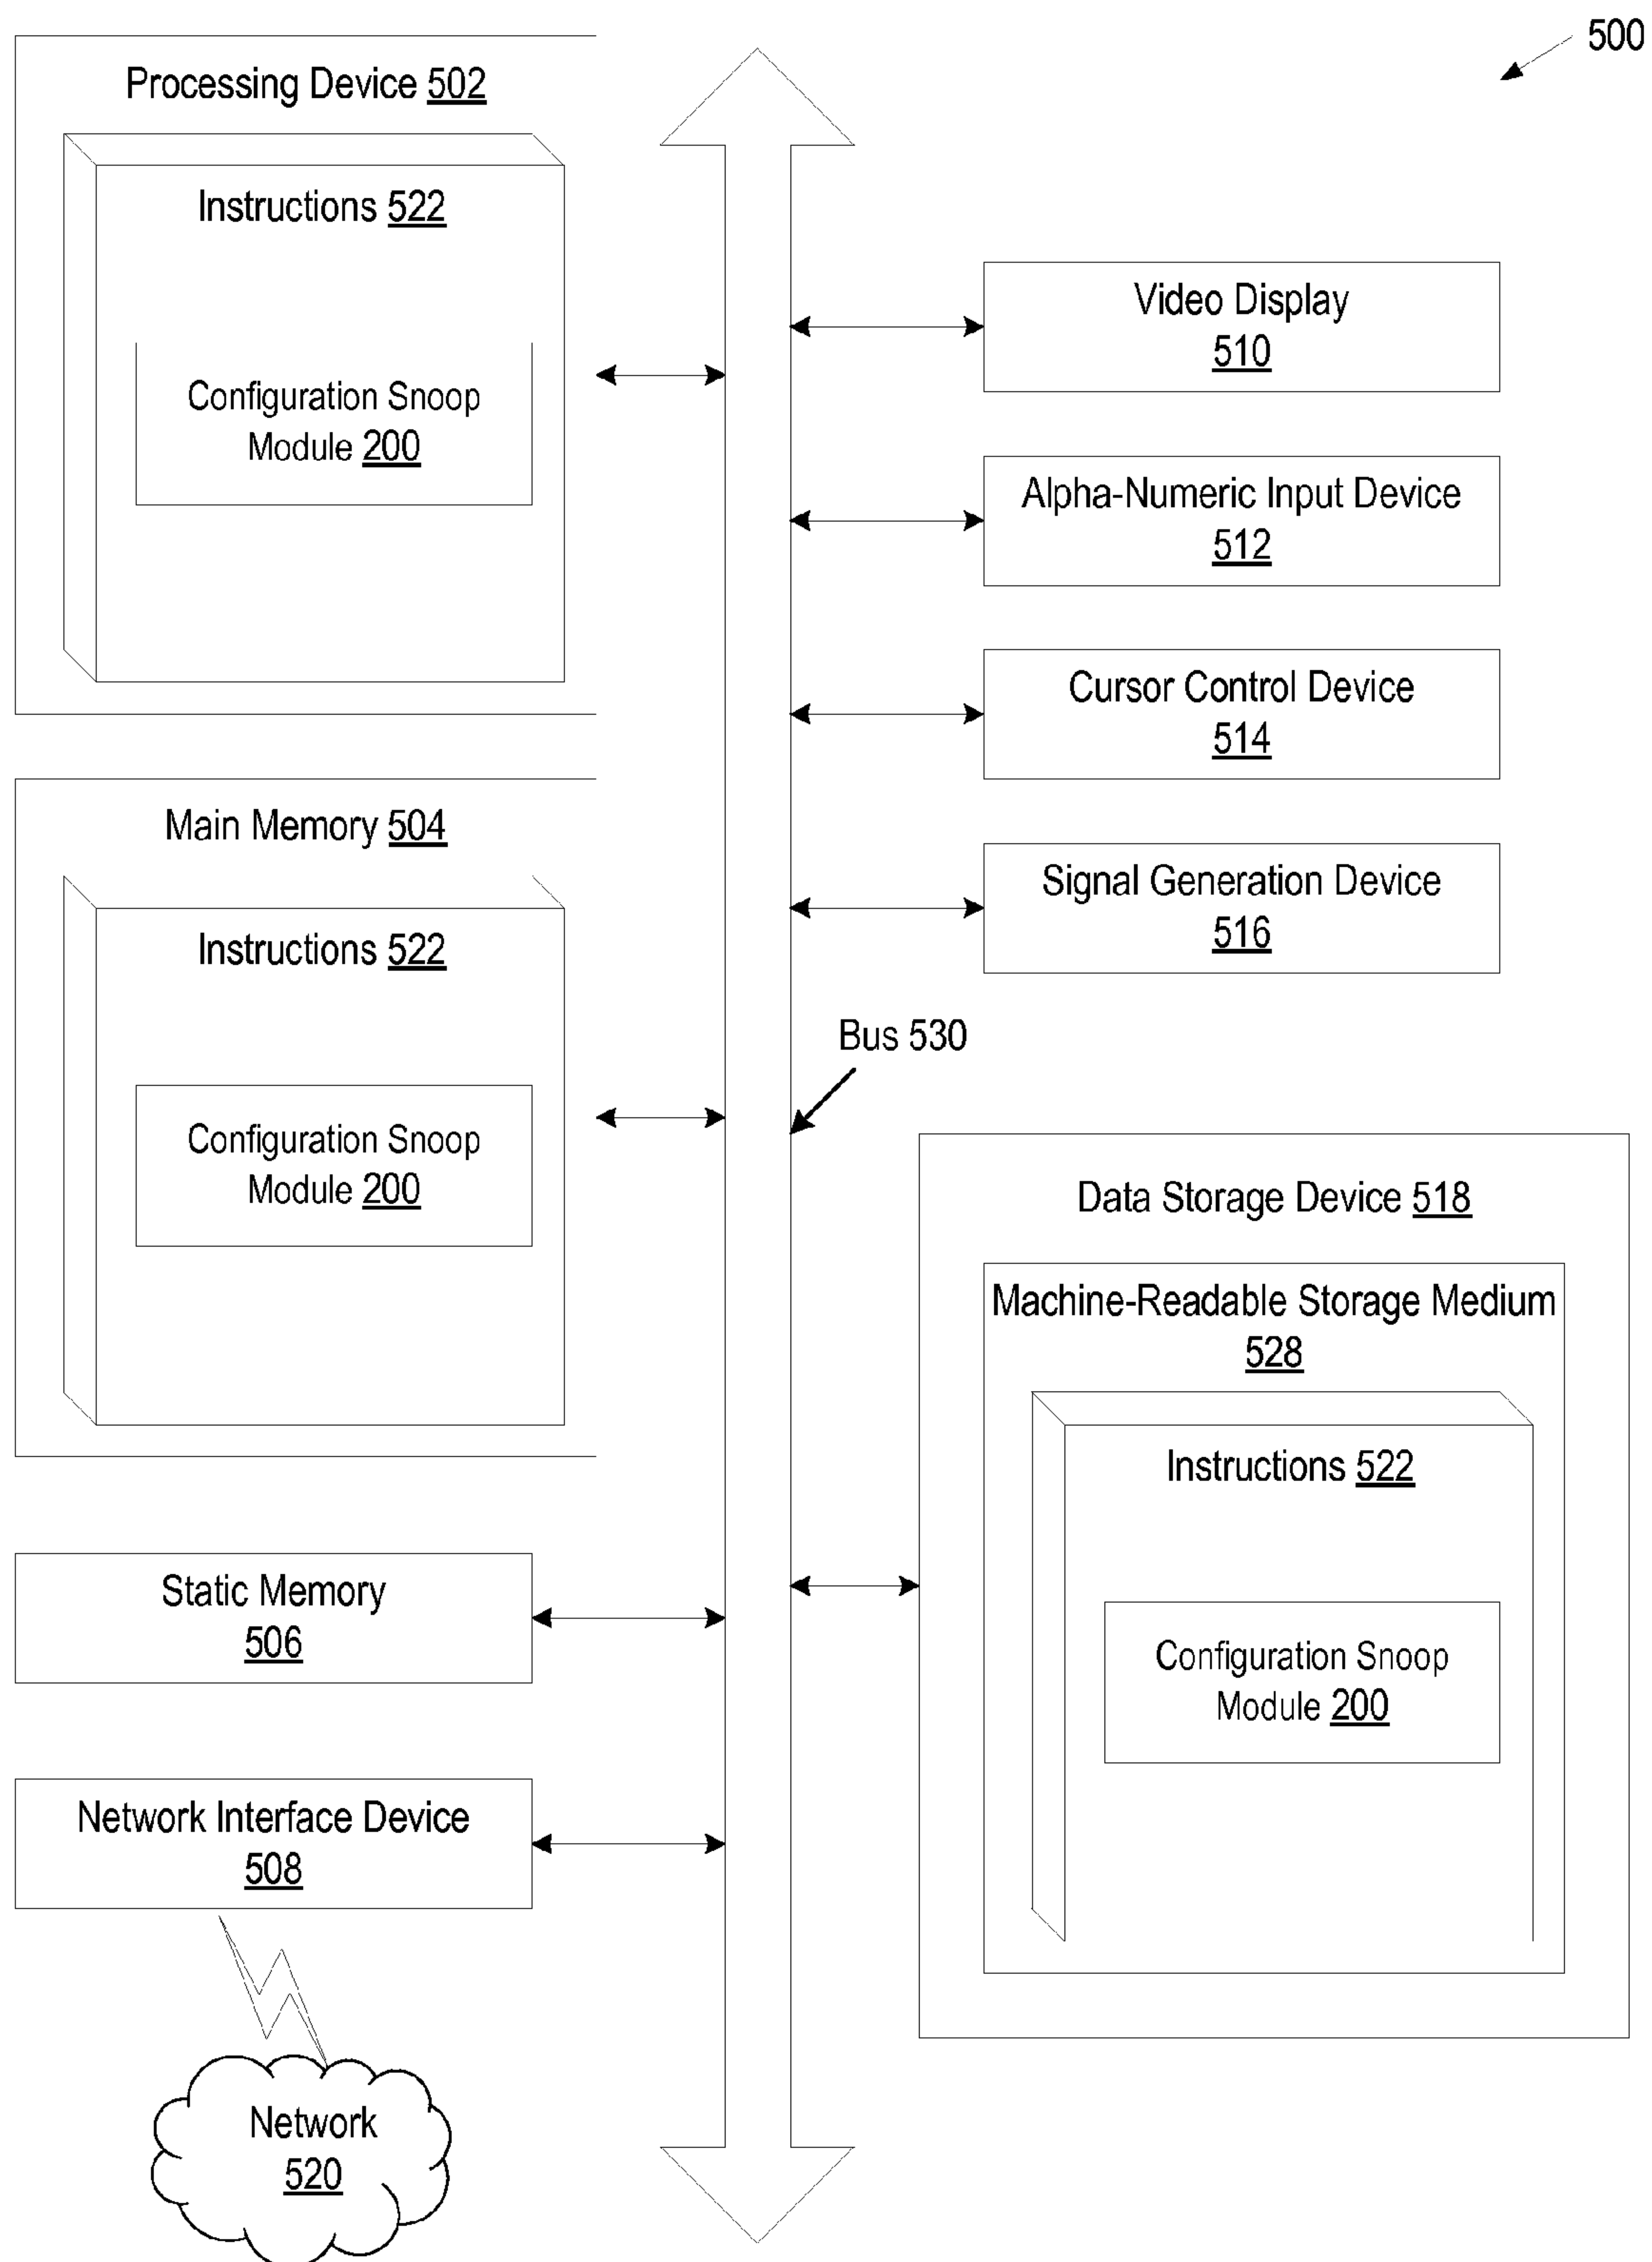 500
Processing Device 502
Instructions 522
Configuration Snoop
Module 200
Video Display
510
Alpha-Numeric Input Device
512
Cursor Control Device
514
Signal Generation Device
516
Main Memory 504
Instructions 522
Configuration Snoop
Module 200
Bus 530
Data Storage Device 518
Machine-Readable Storage Medium
528
Instructions 522
Configuration Snoop
Module 200
Static Memory
506
Network Interface Device
508
Network
520